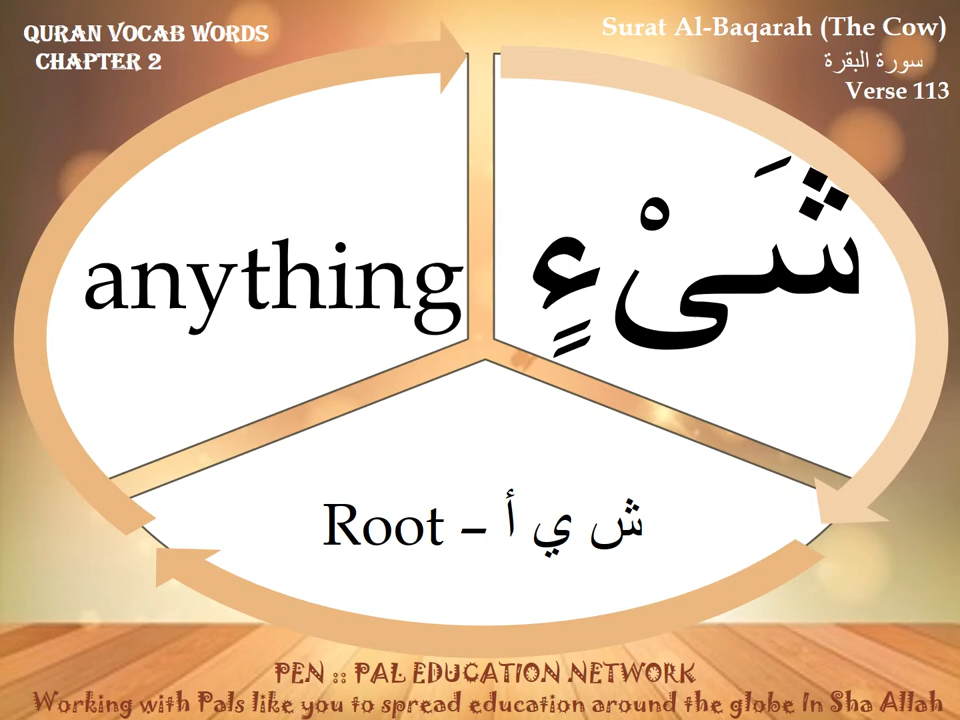 QURAN VOCAB WORDS
CHAPTER 2
Surat Al-Baqarah (The Cow)
سورة البقرة
Verse 113
anything
شَىْءٍ
Root – ش ي أ
PEN :: PAL EDUCATION NETWORK
Working with Pals like you to spread education around the globe In Sha Allah